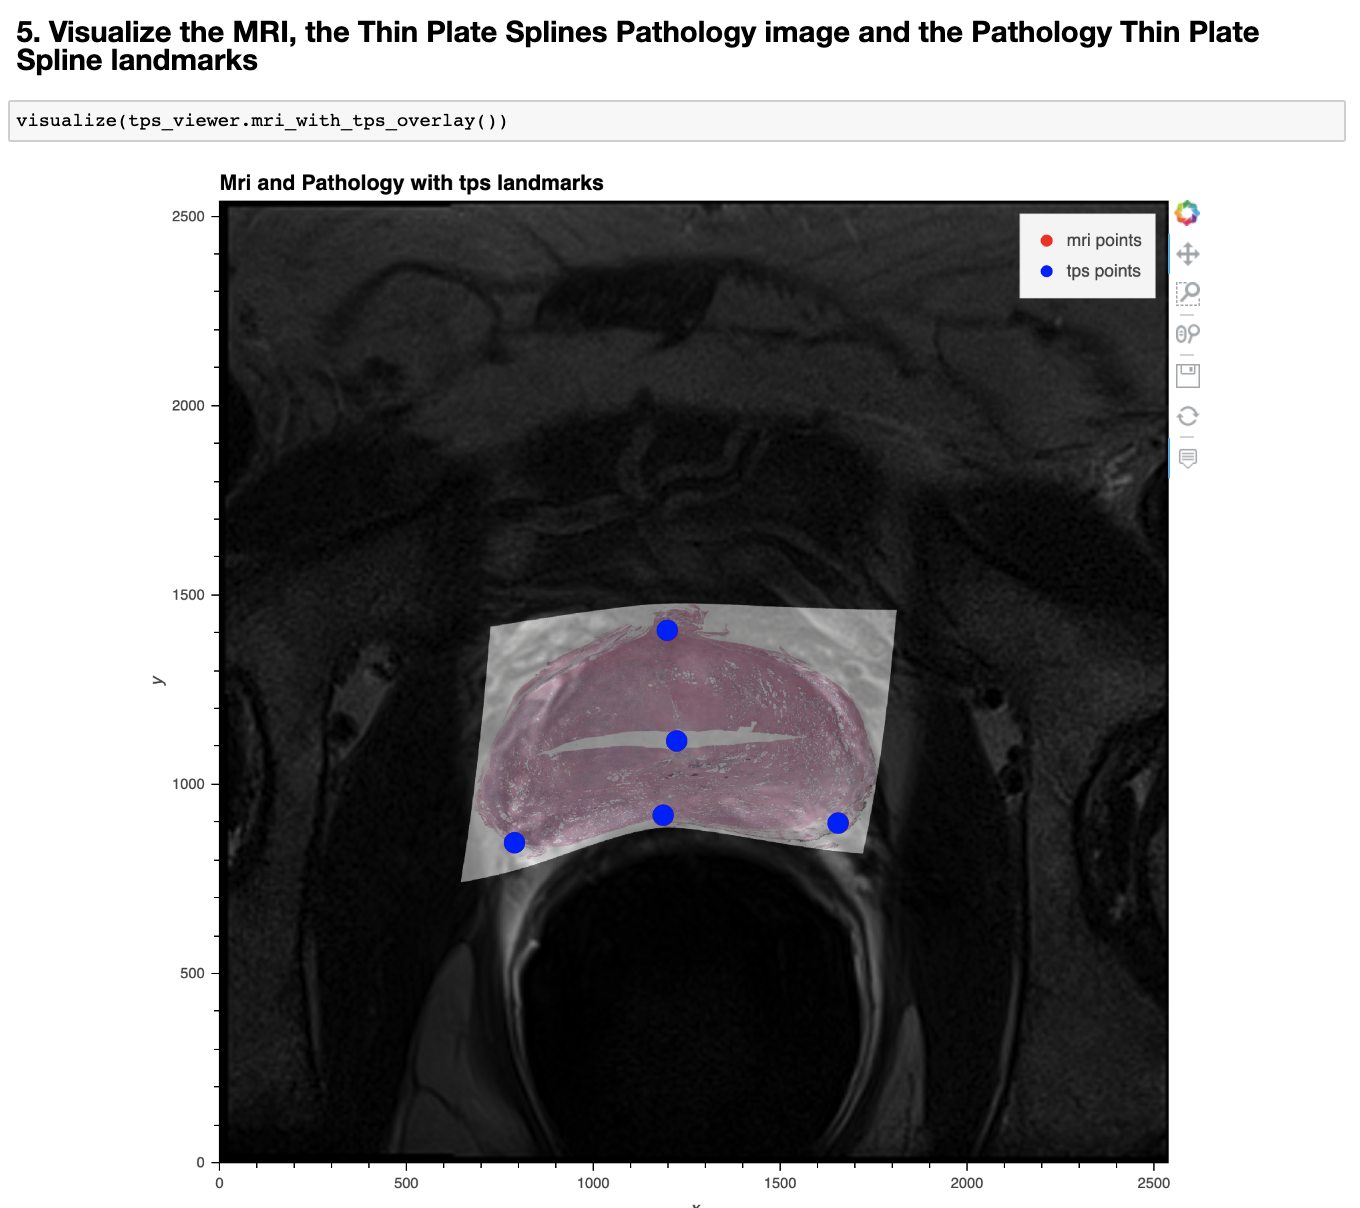 5. Visualize the MRI, the Thin Plate Splines Pathology image and the Pathology Thin Plate
Spline landmarks
visualize(tps_viewer.mri_with_tps_overlay())
Mri and Pathology with tps landmarks
mri points
tps points
2500
2000
1500
1000
500
0
y
0 500 1000 1500 2000 2500
x